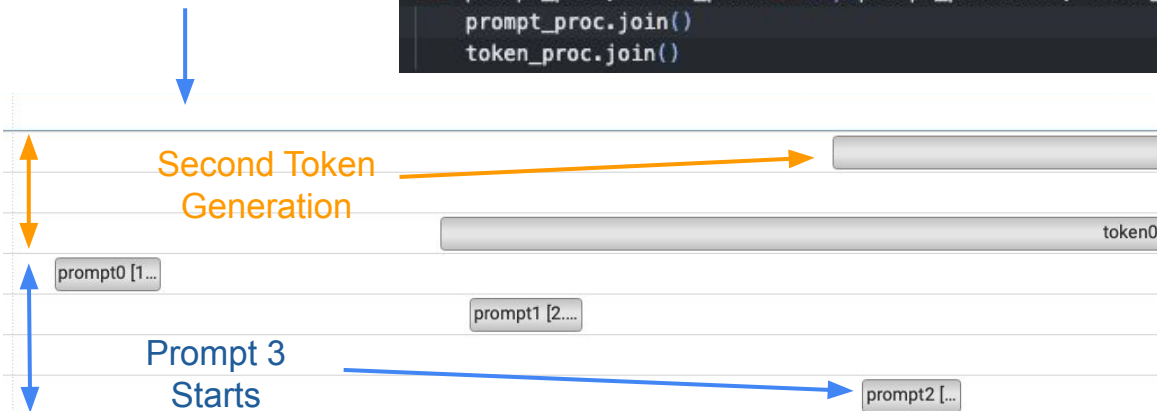 prompt_proc.join()
token_proc.join()
Second Token
Generation
token0
prompt0 [1...
prompt1 [2....
Prompt 3
Starts
prompt2 [...